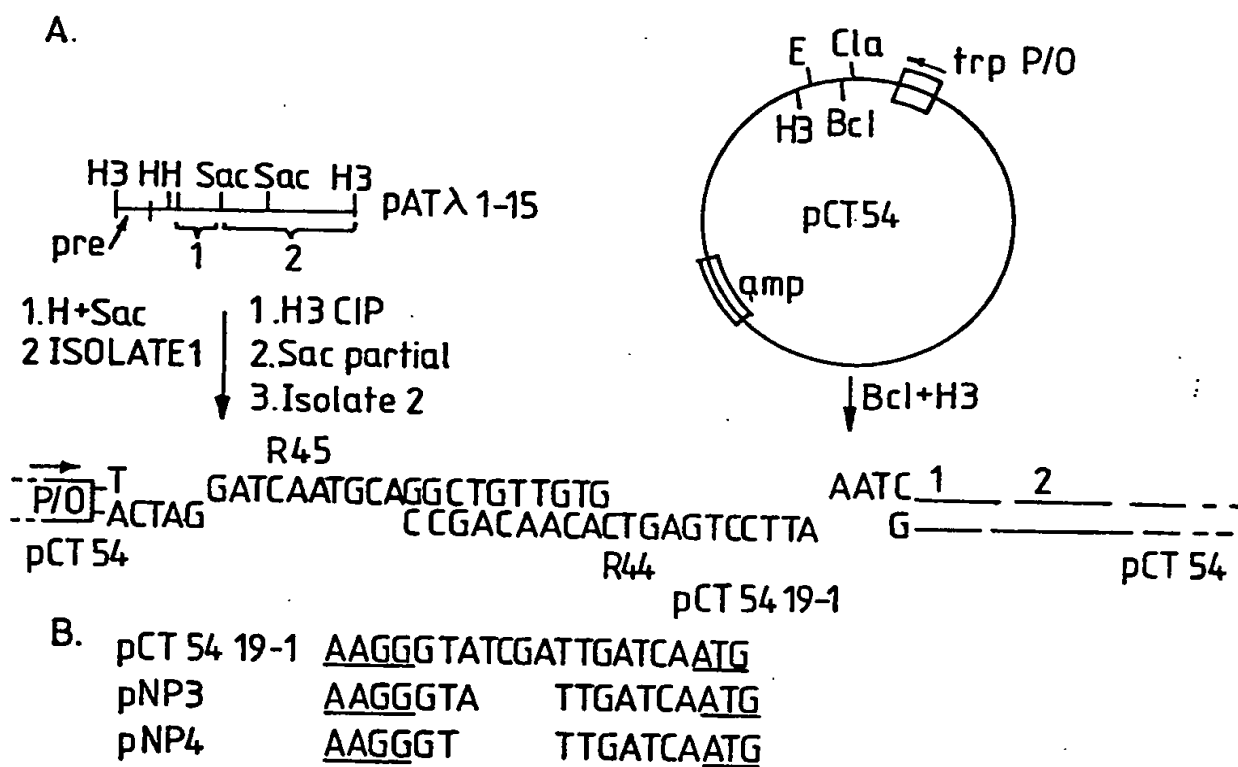 A.
H3 HH Sac Sac H3
pATλ 1-15
pre
1
2
1.H+Sac
2 ISOLATE1
1.H3 CIP
2.Sac partial
3.Isolate 2
E
Cla
trp P/O
H3
Bcl
pCT54
amp
Bcl+H3
R45
P/O
T
ACTAG
GATCAATGCAGGCTGTTGTG
CCGACAACACTGAGTCCTTA
AATC
G
1
2
pCT 54
R44
pCT 54
pCT 54 19-1
B.
pCT 54 19-1 AAGGGTATCGATTGATCAATG
pNP3 AAGGGTA TTGATCAATG
pNP4 AAGGGT TTGATCAATG